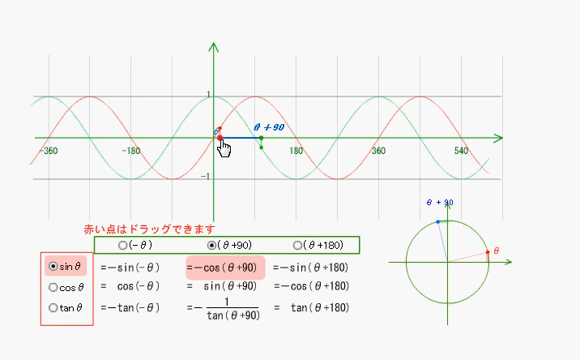 1
θ
θ+90
-360
-180
180
360
540
-1
θ + 90
赤い点はドラッグできます
(-θ) (θ+90) (θ+180)
θ
sinθ =-sin(-θ) =-cos(θ+90) =-sin(θ+180)
cosθ = cos(-θ) = sin(θ+90) =-cos(θ+180)
tanθ =-tan(-θ) =- 1 / tan(θ+90) = tan(θ+180)